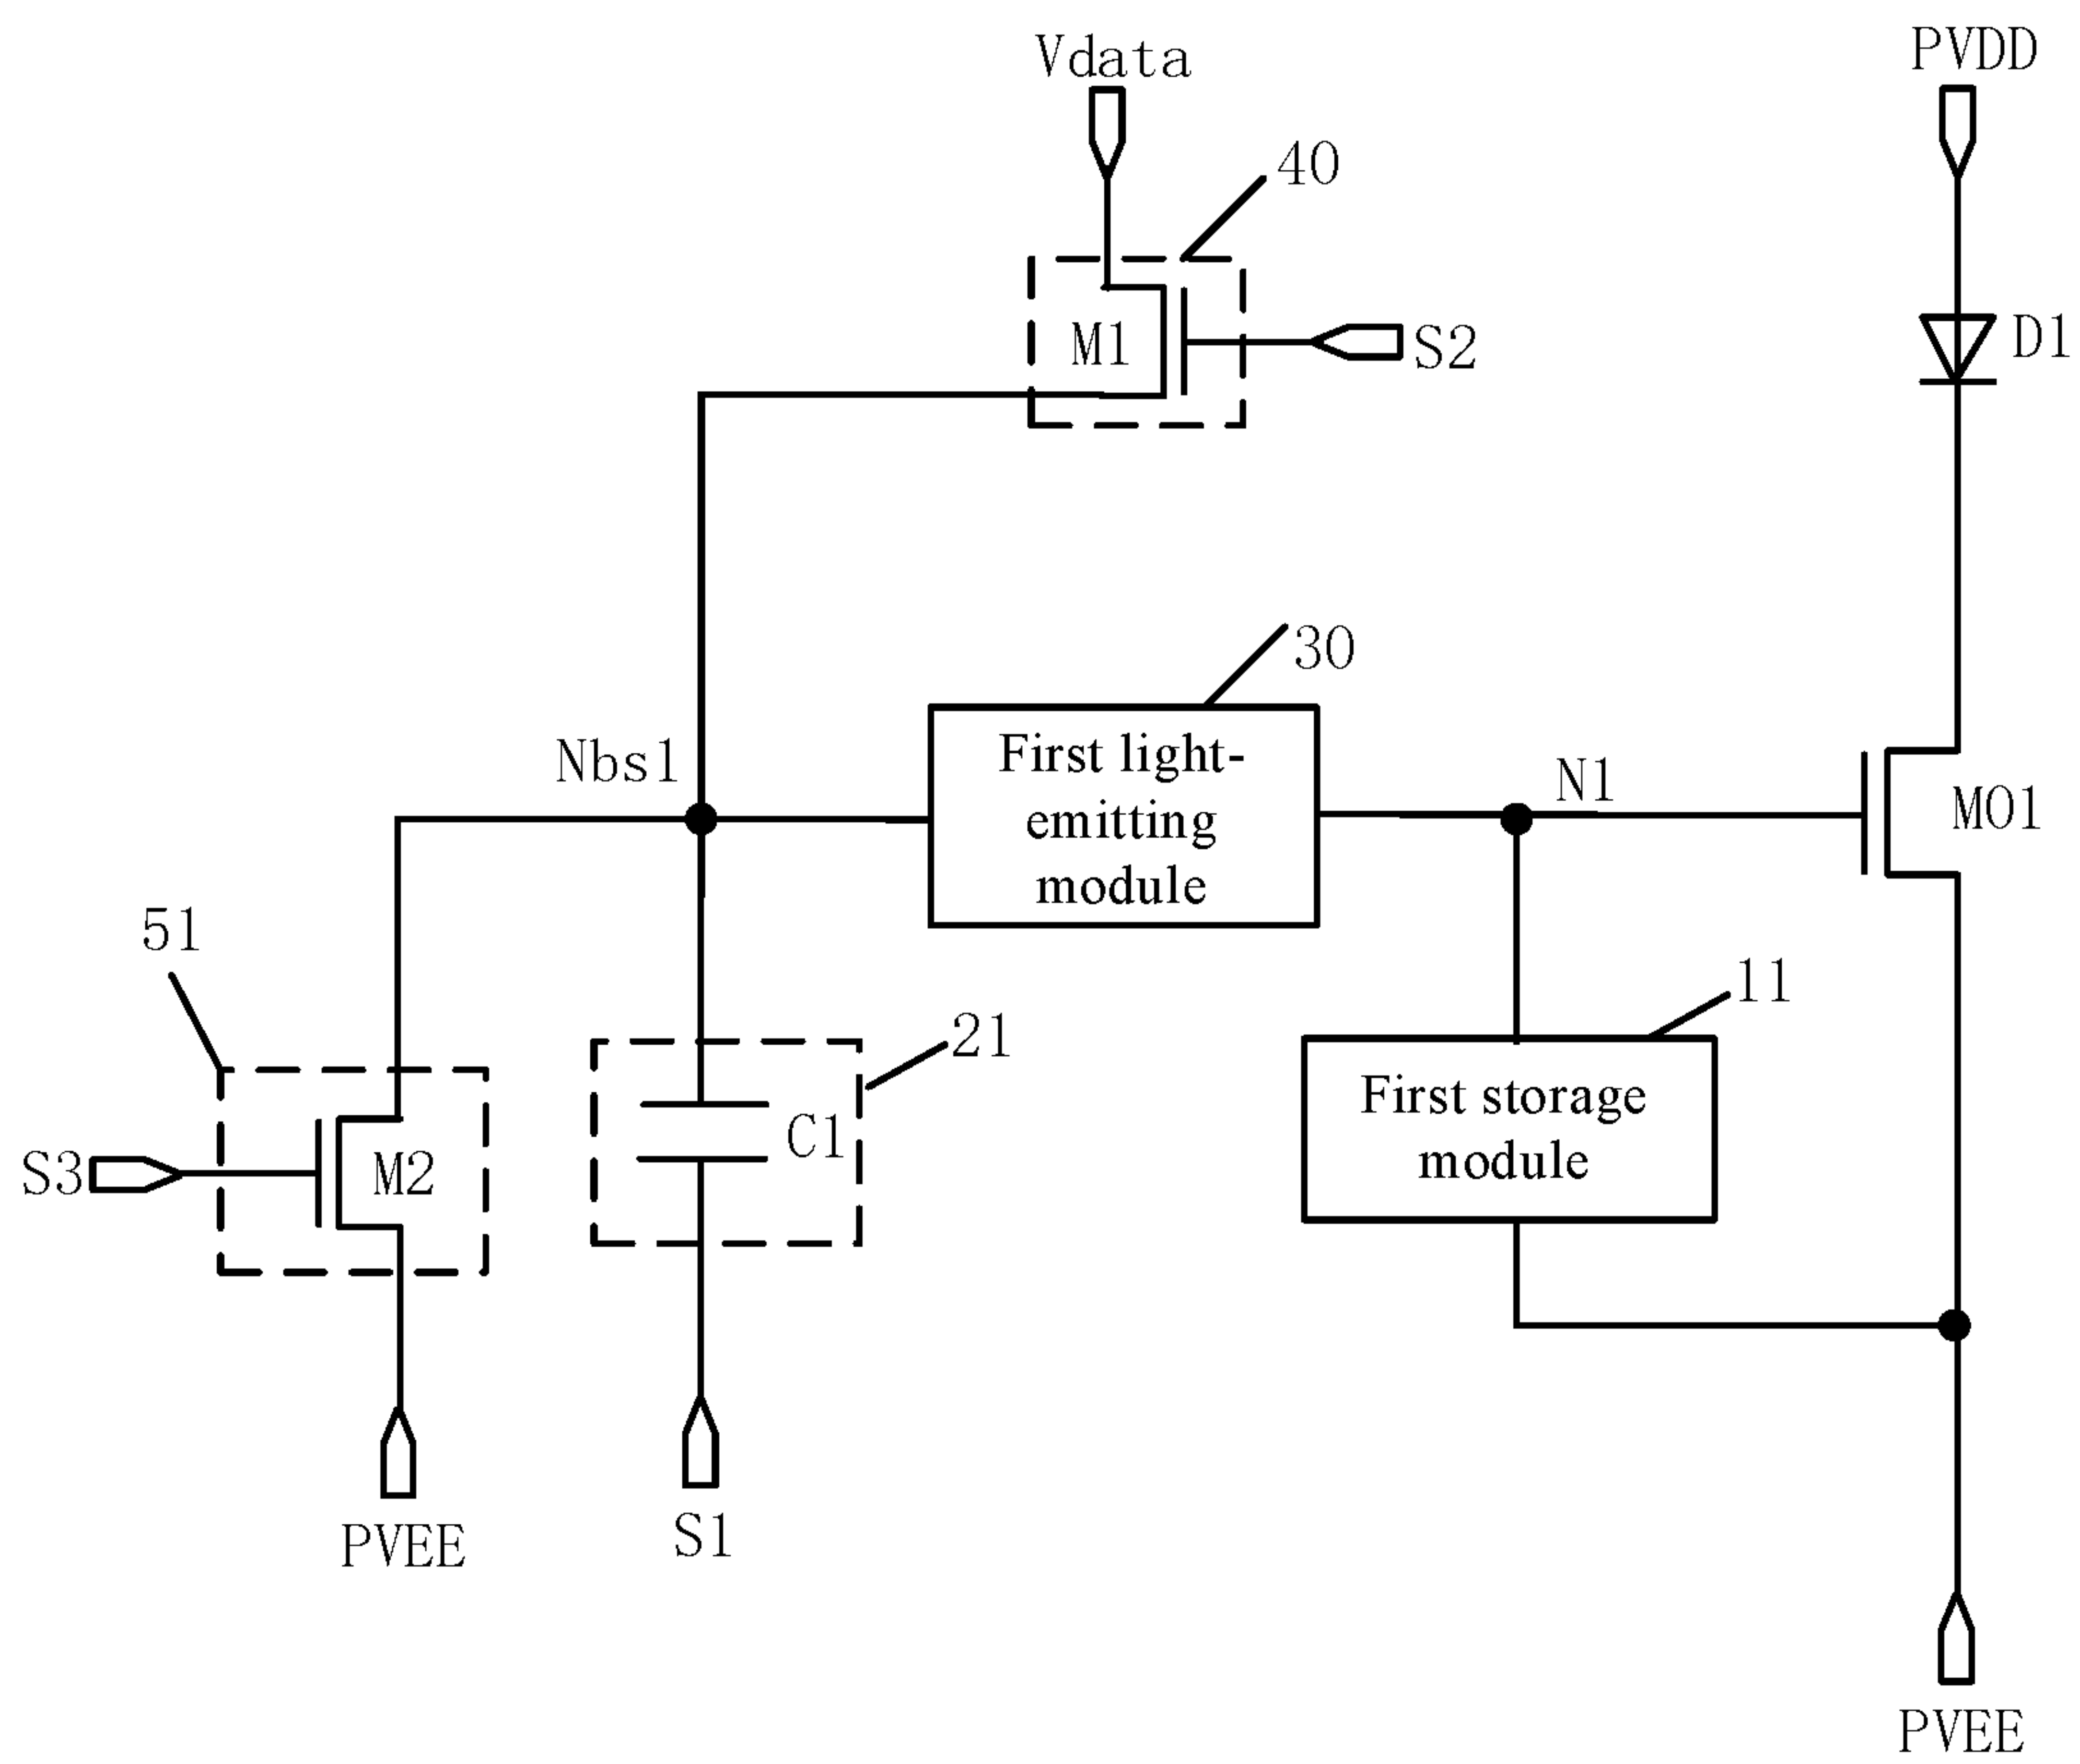 Vdata
PVDD
40
M1
S2
D1
30
Nbs1
First light-
emitting
module
N1
MO1
51
21
11
First storage
module
S3
M2
C1
PVEE
S1
PVEE